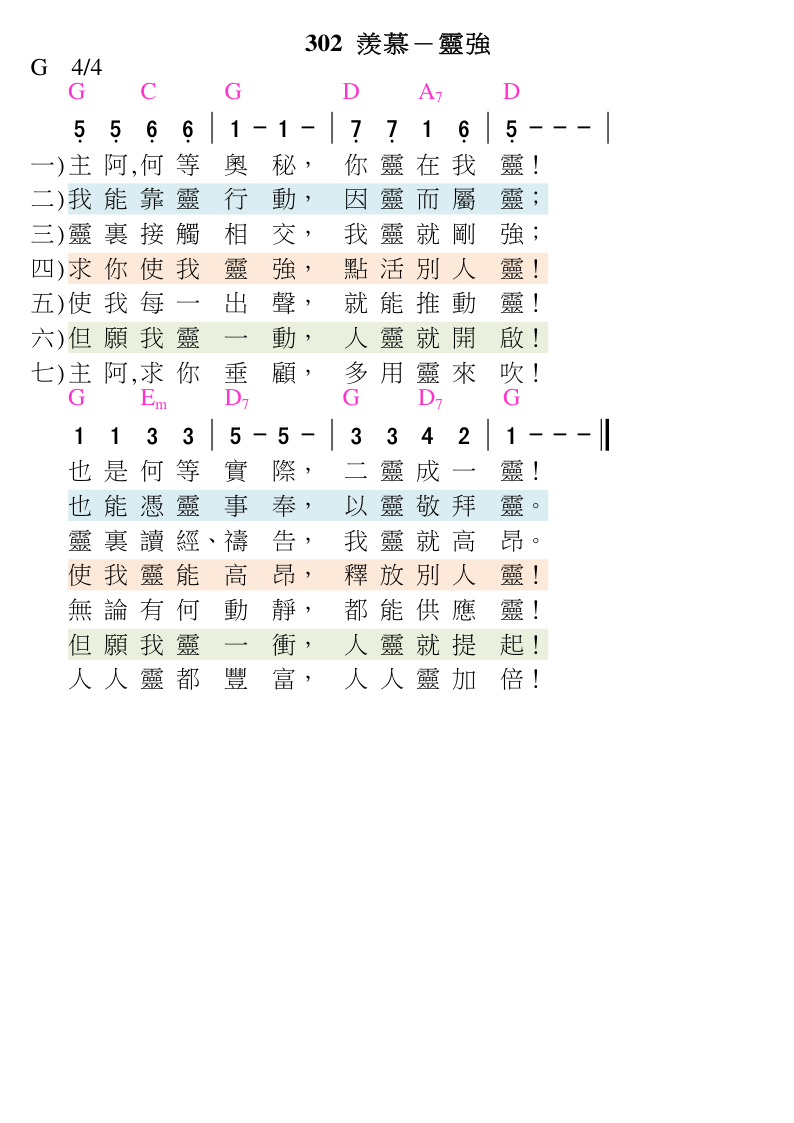 302 羨慕－靈強
G 4/4
G C G D A7 D
5̣ 5̣ 6̣ 6̣ | 1 − 1 − | 7̣ 7̣ 1 6̣ | 5̣ − − − |
一)主阿,何等奧秘，你靈在我靈！
二)我能靠靈行動，因靈而屬靈；
三)靈裏接觸相交，我靈就剛強；
四)求你使我靈強，點活別人靈！
五)使我每一出聲，就能推動靈！
六)但願我靈一動，人靈就開啟！
七)主阿,求你垂顧，多用靈來吹！
G Em D7 G D7 G
1 1 3 3 | 5 − 5 − | 3 3 4 2 | 1 − − − ‖
也是何等實際，二靈成一靈！
也能憑靈事奉，以靈敬拜靈。
靈裏讀經、禱告，我靈就高昂。
使我靈能高昂，釋放別人靈！
無論有何動靜，都能供應靈！
但願我靈一衝，人靈就提起！
人人靈都豐富，人人靈加倍！